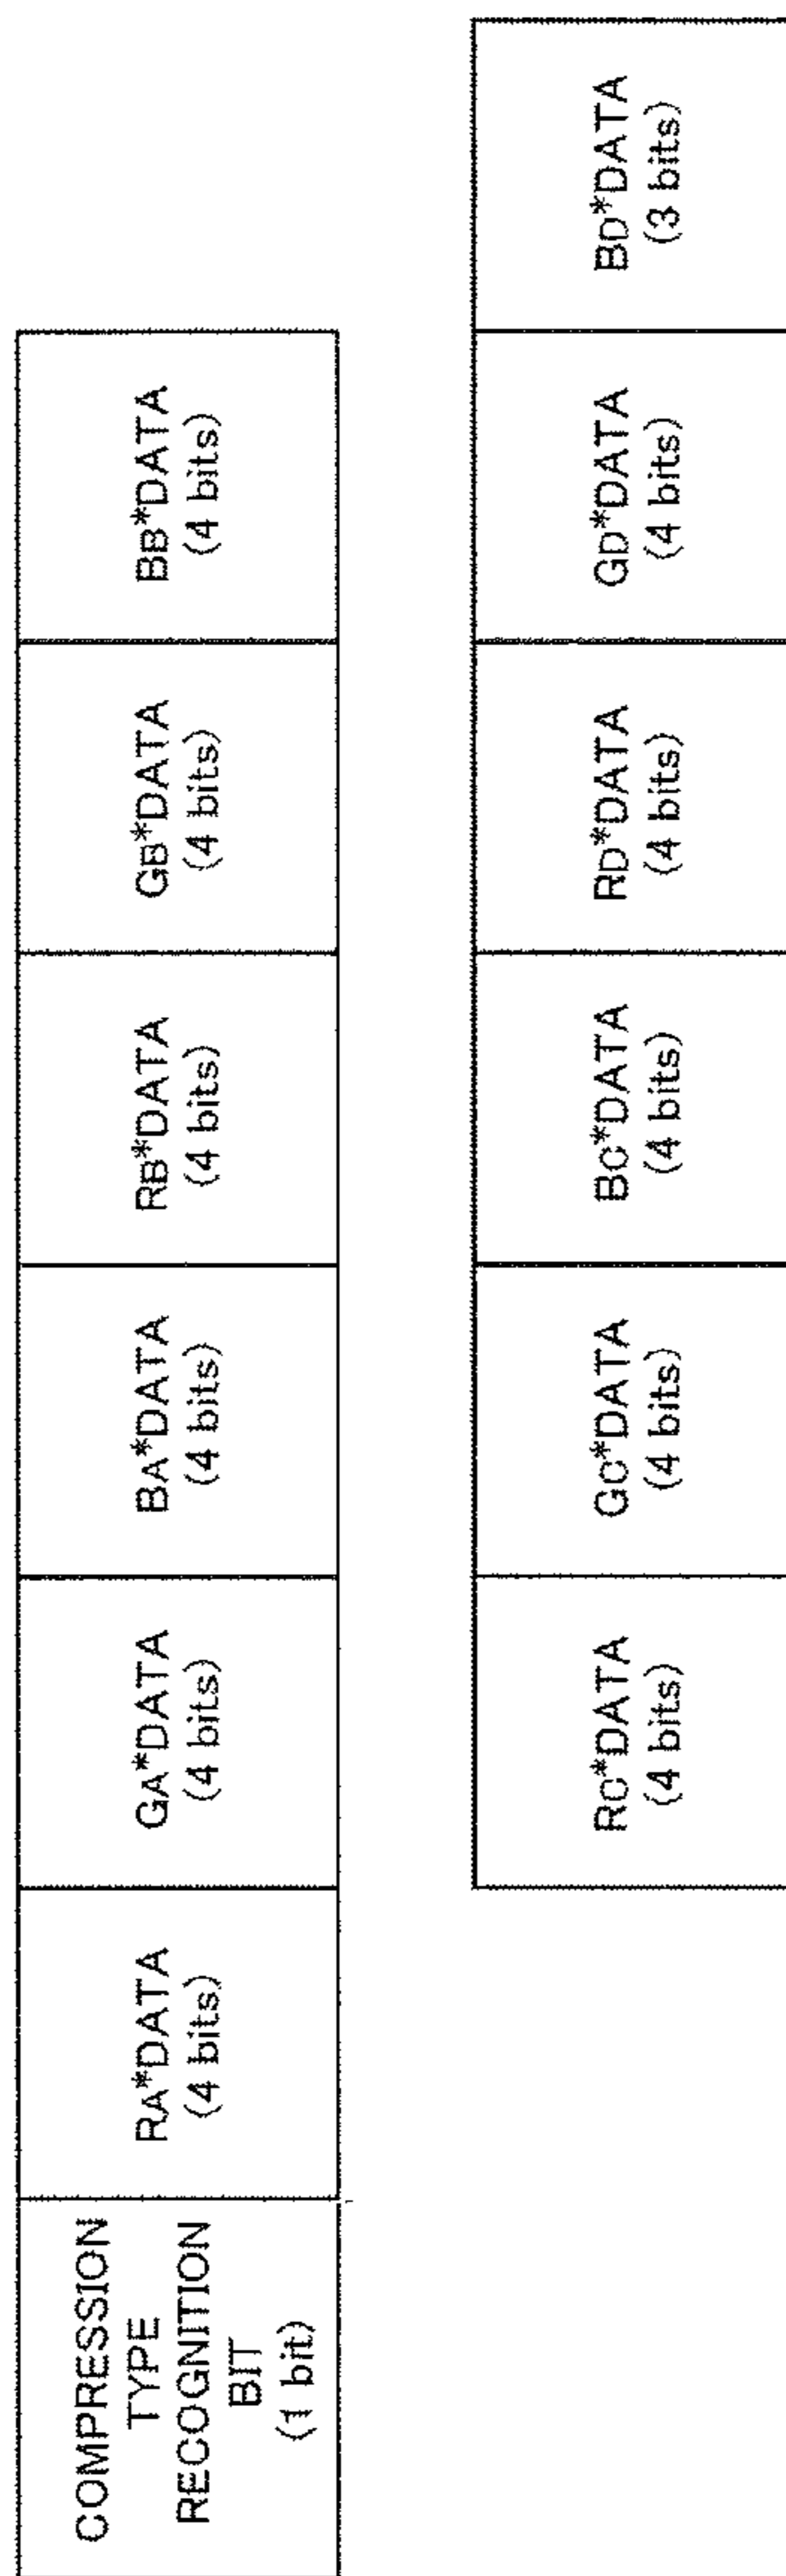 COMPRESSION
TYPE
RECOGNITION
BIT
(1 bit)
RA*DATA
(4 bits)
GA*DATA
(4 bits)
BA*DATA
(4 bits)
RB*DATA
(4 bits)
GB*DATA
(4 bits)
BB*DATA
(4 bits)
RC*DATA
(4 bits)
GC*DATA
(4 bits)
BC*DATA
(4 bits)
RD*DATA
(4 bits)
GD*DATA
(4 bits)
BD*DATA
(3 bits)